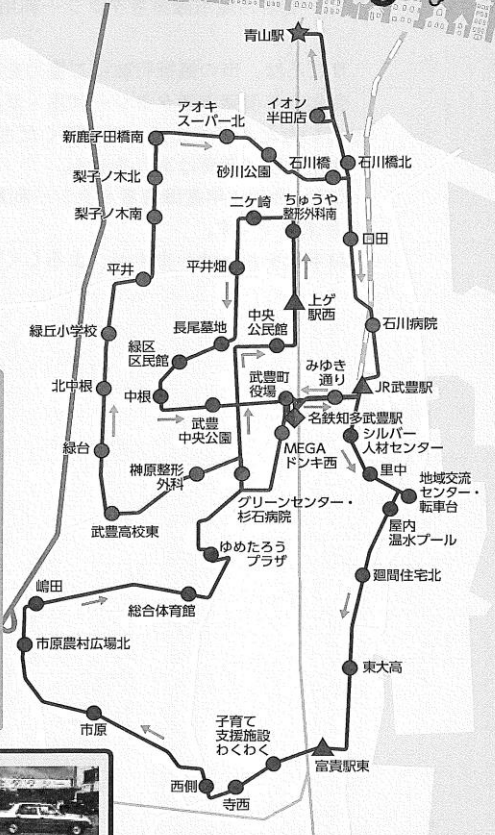 青山駅
イオン
半田店
アオキ
スーパー北
新鹿子田橋南
砂川公園
石川橋
石川橋北
梨子ノ木北
ちゅうや
整形外科南
二ケ崎
梨子ノ木南
口田
平井
平井畑
上ゲ
駅西
中央
公民館
石川病院
緑丘小学校
長尾墓地
緑区
区民館
みゆき
通り
武豊町
役場
JR武豊駅
北中根
中根
武豊
中央公園
名鉄知多武豊駅
シルバー
人材センター
MEGA
ドンキ西
緑台
榊原整形
外科
里中
地域交流
センター・
転車台
グリーンセンター・
杉石病院
武豊高校東
屋内
温水プール
ゆめたろう
プラザ
廻間住宅北
嶋田
総合体育館
市原農村広場北
東大高
市原
子育て
支援施設
わくわく
富貴駅東
西側
寺西